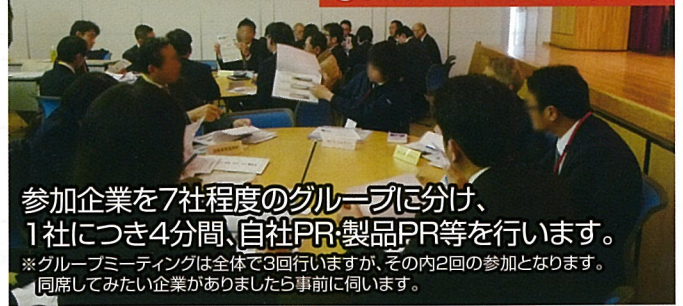 参加企業を7社程度のグループに分け、
1社につき4分間、自社PR・製品PR等を行います。
※グループミーティングは全体で3回行いますが、その内2回の参加となります。
同席してみたい企業がありましたら事前に伺います。